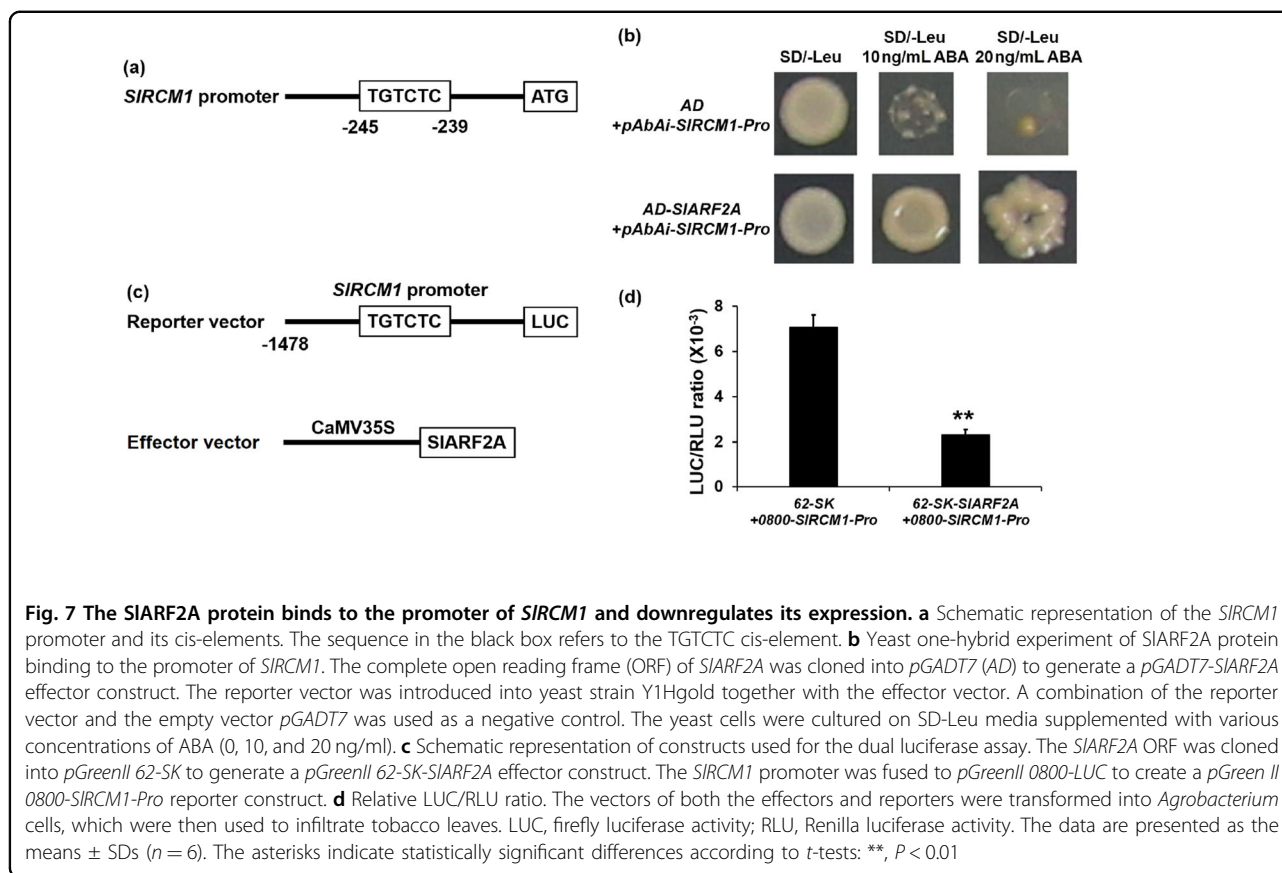 (a)
SlRCM1 promoter
TGTCTC
ATG
-245
-239
(b)
SD/-Leu
SD/-Leu
10 ng/mL ABA
SD/-Leu
20 ng/mL ABA
AD
+pAbAi-SlRCM1-Pro
AD-SlARF2A
+pAbAi-SlRCM1-Pro
(c)
SlRCM1 promoter
Reporter vector
TGTCTC
LUC
-1478
CaMV35S
Effector vector
SlARF2A
(d)
LUC/RLU ratio (X10⁻³)
8
6
4
2
0
**
62-SK
+0800-SlRCM1-Pro
62-SK-SlARF2A
+0800-SlRCM1-Pro
Fig. 7 The SlARF2A protein binds to the promoter of SlRCM1 and downregulates its expression. a Schematic representation of the SlRCM1
promoter and its cis-elements. The sequence in the black box refers to the TGTCTC cis-element. b Yeast one-hybrid experiment of SlARF2A protein
binding to the promoter of SlRCM1. The complete open reading frame (ORF) of SlARF2A was cloned into pGADT7 (AD) to generate a pGADT7-SlARF2A
effector construct. The reporter vector was introduced into yeast strain Y1Hgold together with the effector vector. A combination of the reporter
vector and the empty vector pGADT7 was used as a negative control. The yeast cells were cultured on SD-Leu media supplemented with various
concentrations of ABA (0, 10, and 20 ng/ml). c Schematic representation of constructs used for the dual luciferase assay. The SlARF2A ORF was cloned
into pGreenII 62-SK to generate a pGreenII 62-SK-SlARF2A effector construct. The SlRCM1 promoter was fused to pGreenII 0800-LUC to create a pGreen II
0800-SlRCM1-Pro reporter construct. d Relative LUC/RLU ratio. The vectors of both the effectors and reporters were transformed into Agrobacterium
cells, which were then used to infiltrate tobacco leaves. LUC, firefly luciferase activity; RLU, Renilla luciferase activity. The data are presented as the
means ± SDs (n = 6). The asterisks indicate statistically significant differences according to t-tests: **, P < 0.01